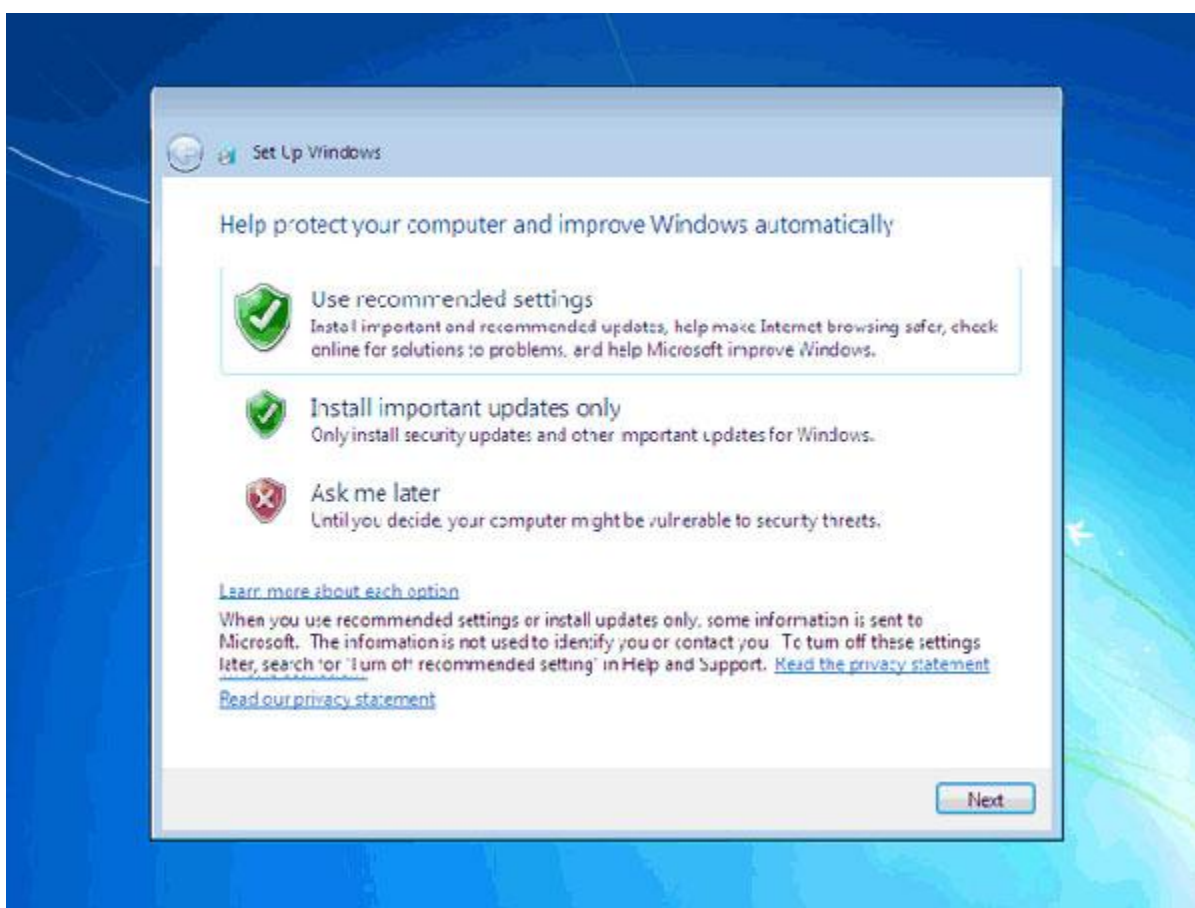 Set Up Windows
Help protect your computer and improve Windows automatically
Use recommended settings
Install important and recommended updates, help make Internet browsing safer, check
online for solutions to problems, and help Microsoft improve Windows.
Install important updates only
Only install security updates and other important updates for Windows.
Ask me later
Until you decide, your computer might be vulnerable to security threats.
Learn more about each option
When you use recommended settings or install updates only, some information is sent to
Microsoft. The information is not used to identify you or contact you. To turn off these settings
later, search for "Turn off recommended setting" in Help and Support. Read the privacy statement
Read our privacy statement
Next